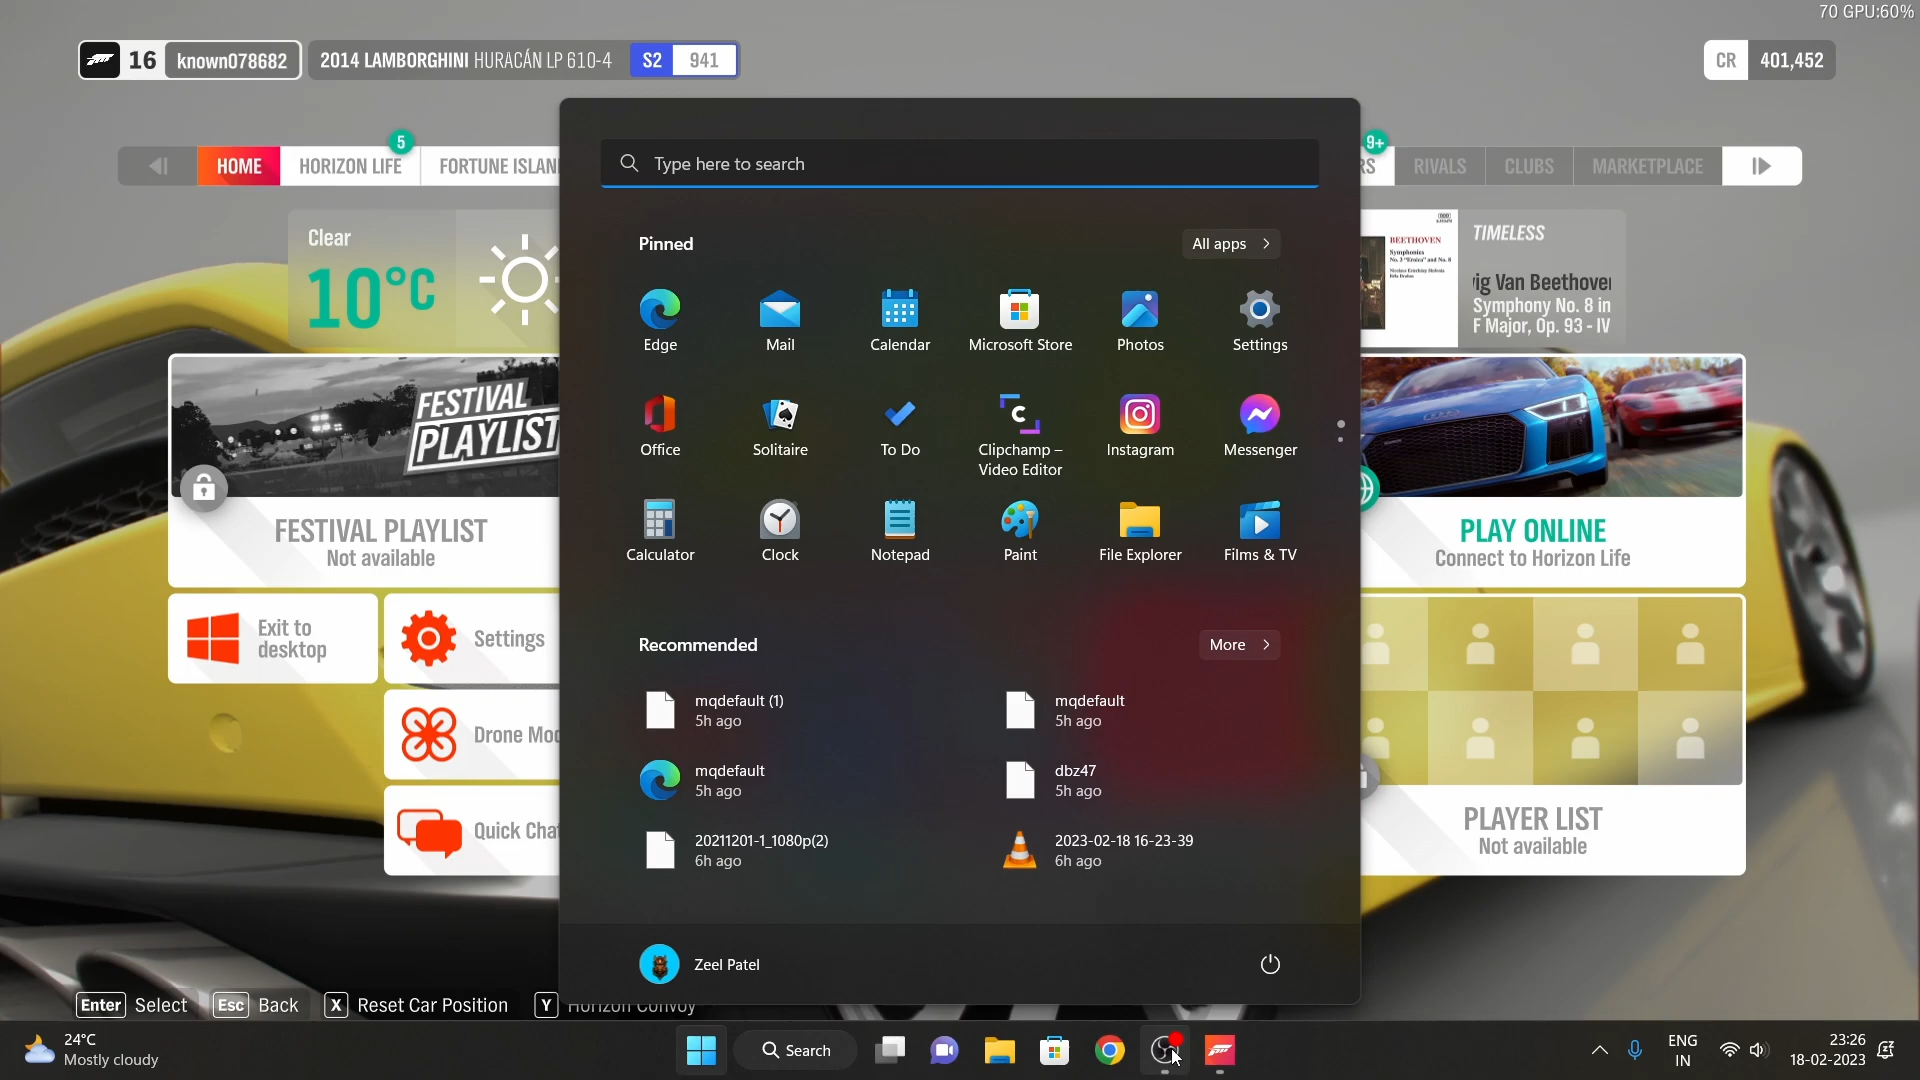 70 GPU:60%
16 known078682
2014 LAMBORGHINI HURACÁN LP 610-4 S2 941
CR 401,452
5
9+
HOME HORIZON LIFE FORTUNE ISLAN
RIVALS CLUBS MARKETPLACE
Type here to search
Clear
10°C
Pinned
All apps
Edge
Mail
Calendar
Microsoft Store
Photos
Settings
Office
Solitaire
To Do
Clipchamp –
Video Editor
Instagram
Messenger
Calculator
Clock
Notepad
Paint
File Explorer
Films & TV
BEETHOVEN
TIMELESS
ig Van Beethove
Symphony No. 8 in
F Major, Op. 93 - IV
FESTIVAL
PLAYLIST
FESTIVAL PLAYLIST
Not available
PLAY ONLINE
Connect to Horizon Life
Exit to
desktop
Settings
Drone Mo
Quick Cha
Recommended
More
mqdefault (1)
5h ago
mqdefault
5h ago
mqdefault
5h ago
dbz47
5h ago
20211201-1_1080p(2)
6h ago
2023-02-18 16-23-39
6h ago
PLAYER LIST
Not available
Zeel Patel
Enter Select Esc Back X Reset Car Position Y Horizon Convoy
24°C
Mostly cloudy
Search
ENG
IN
23:26
18-02-2023